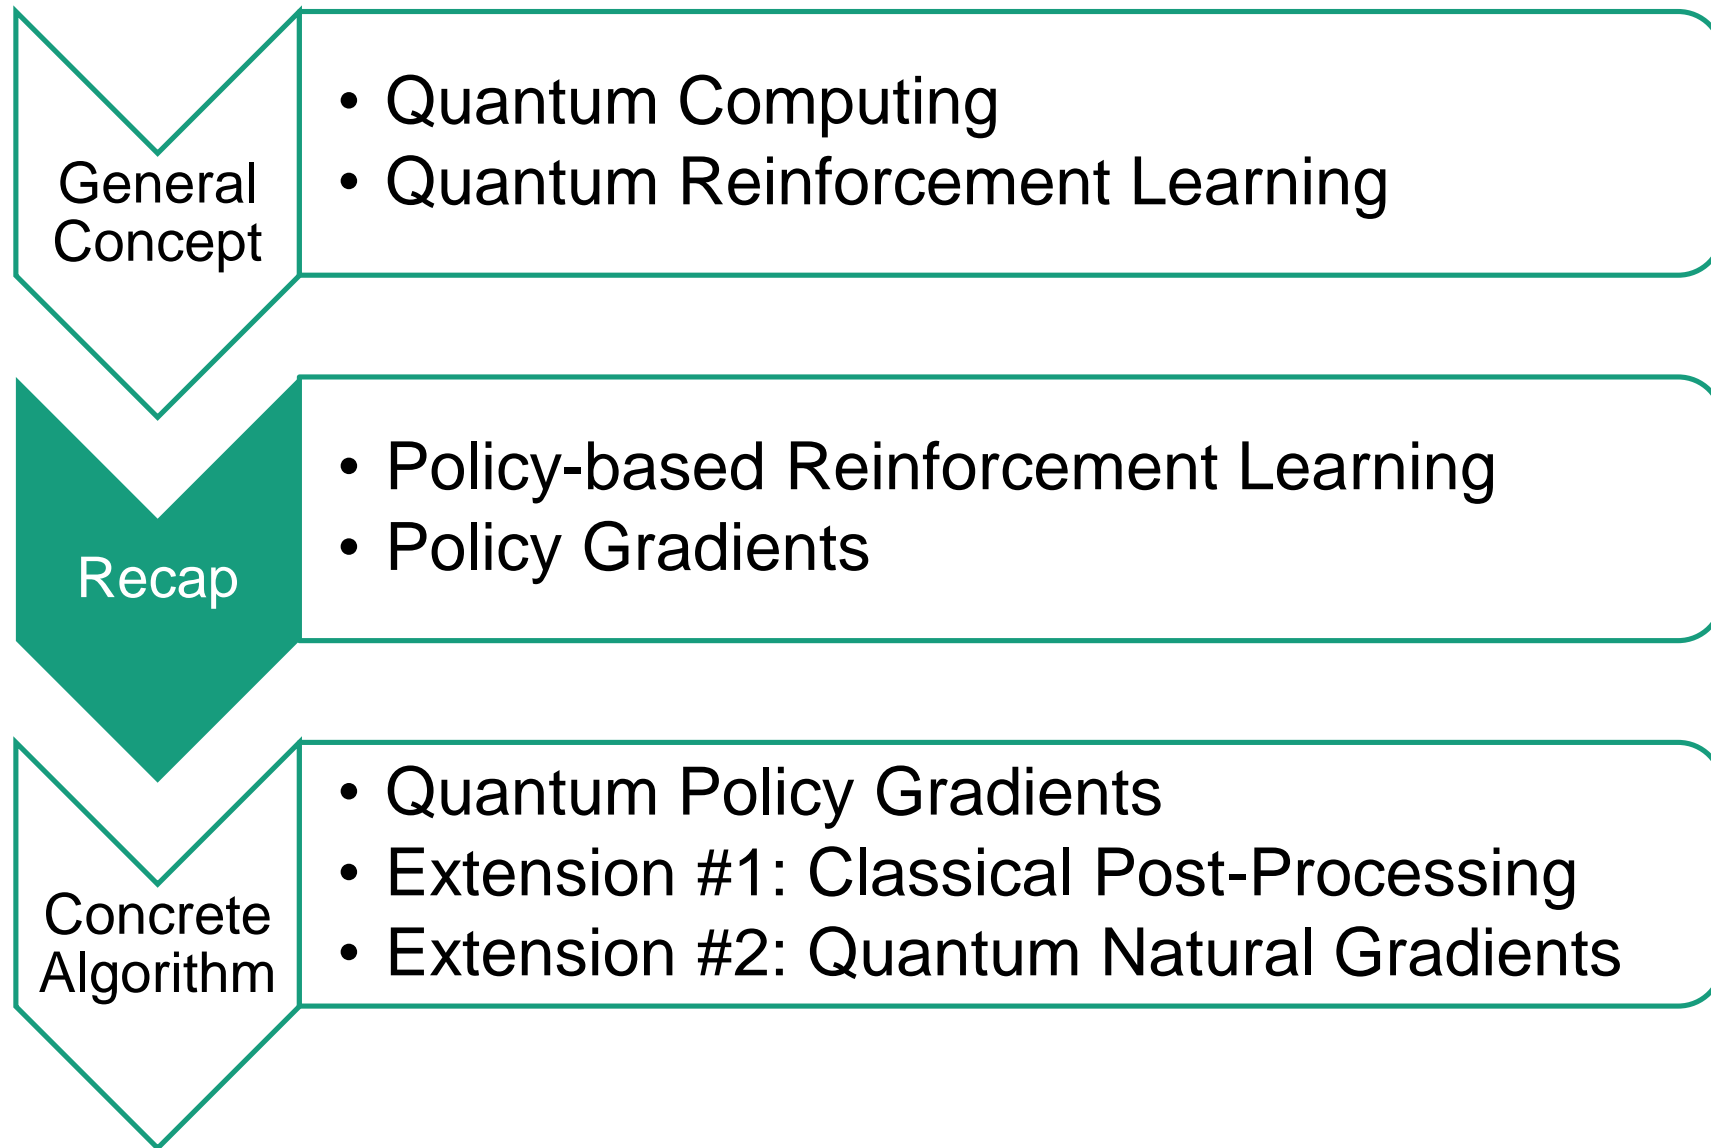 General
Concept
• Quantum Computing
• Quantum Reinforcement Learning
Recap
• Policy-based Reinforcement Learning
• Policy Gradients
Concrete
Algorithm
• Quantum Policy Gradients
• Extension #1: Classical Post-Processing
• Extension #2: Quantum Natural Gradients